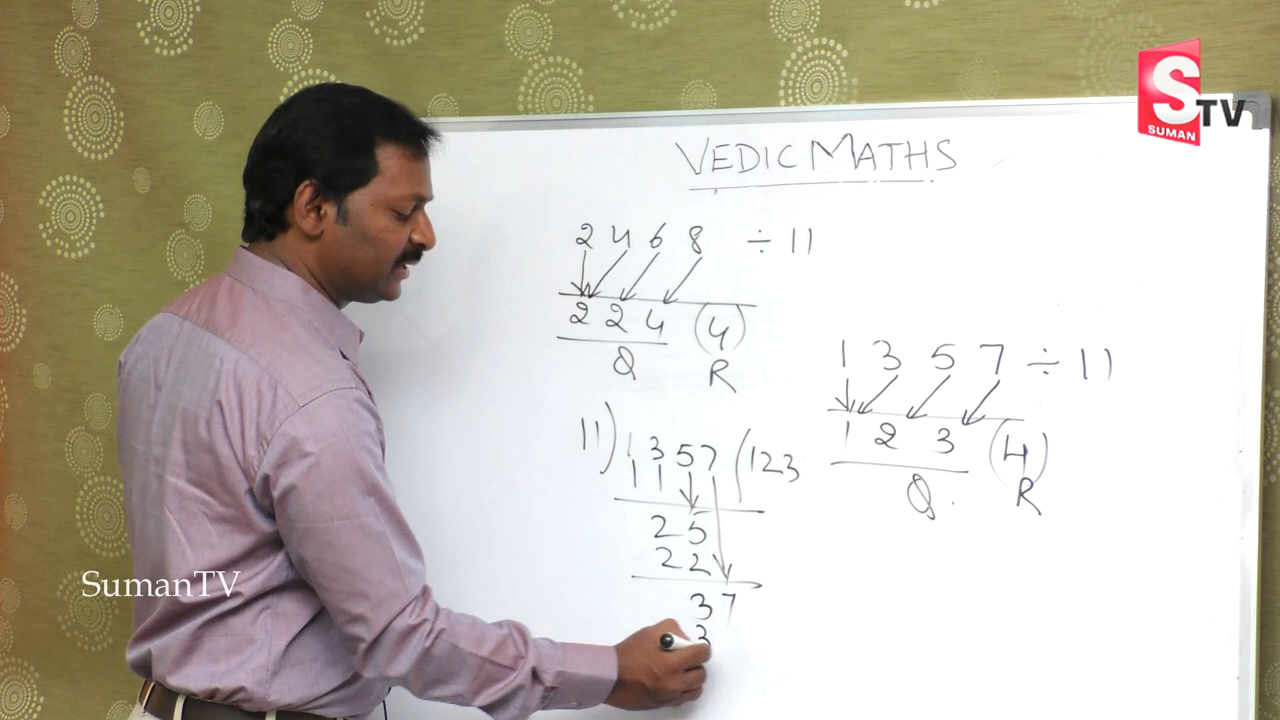 S TV
SUMAN
VEDIC MATHS
2 4 6 8 ÷ 11
2 2 4 (4)
Q R
1 3 5 7 ÷ 11
1 2 3 (4)
Q R
11) 1 3 5 7 (123
1 1
2 5
2 2
3 7
3
SumanTV